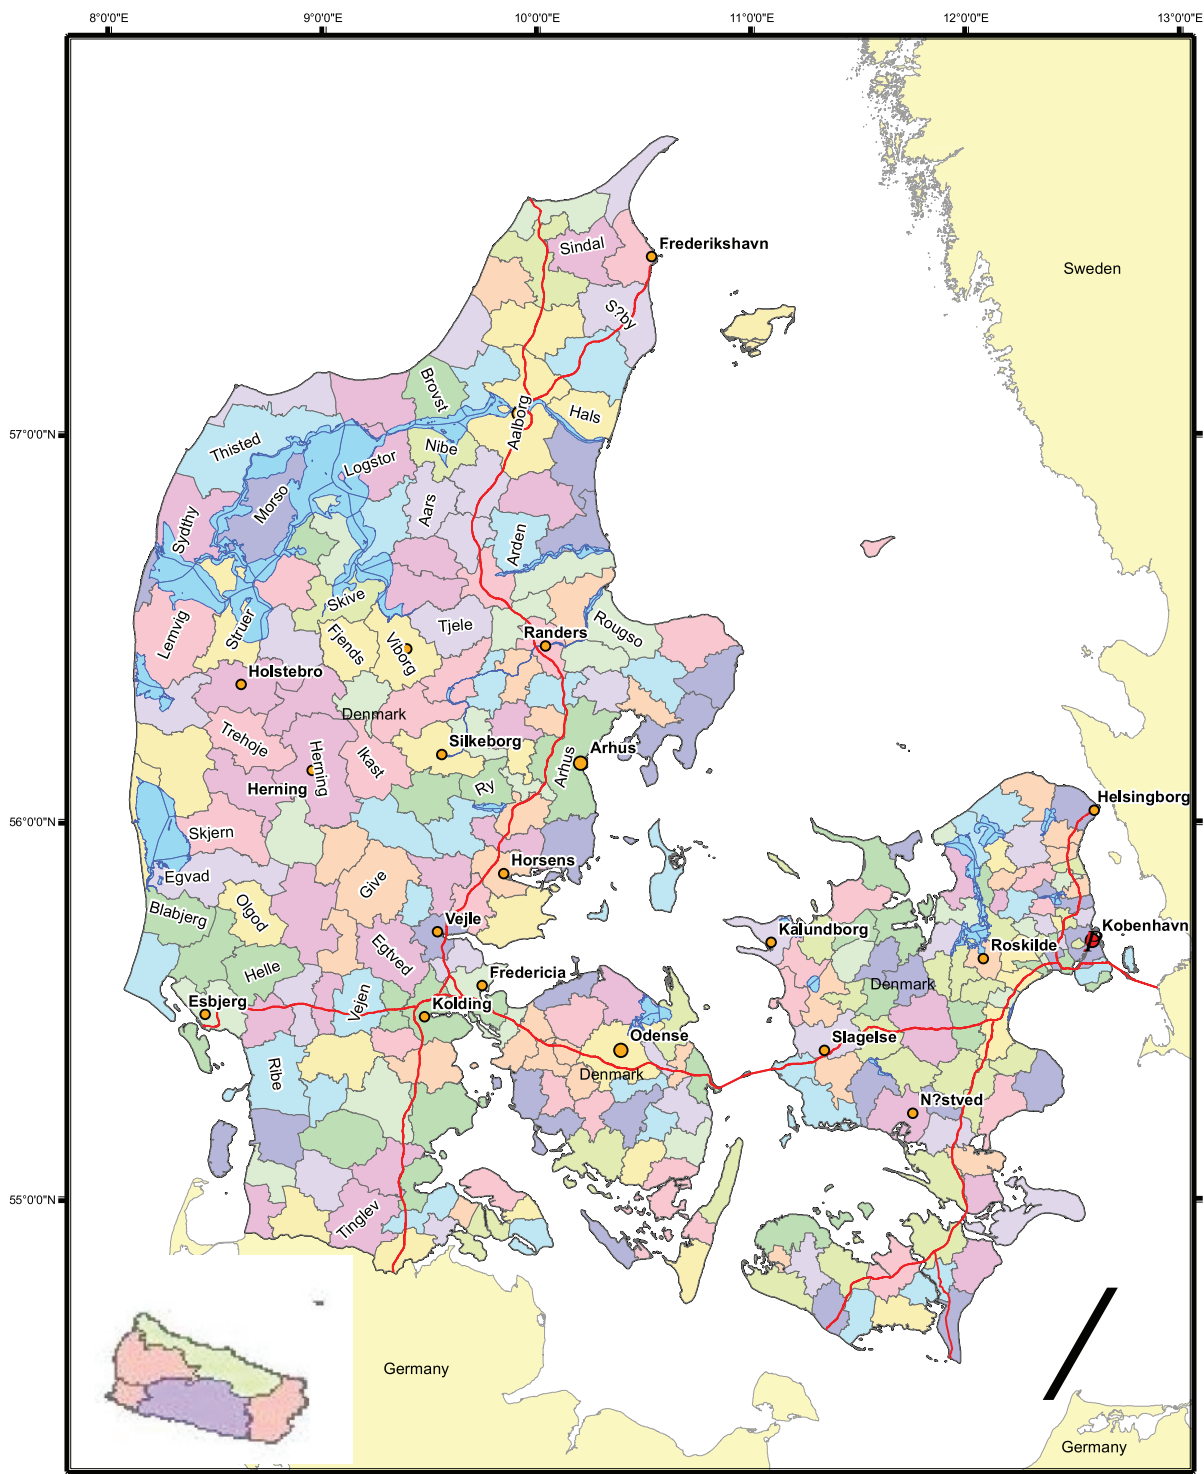 8°0'0"E 9°0'0"E 10°0'0"E 11°0'0"E 12°0'0"E 13°0'0"E
Sindal
Frederikshavn
Sweden
S?by
Brovst
Aalborg
Hals
57°0'0"N
Thisted
Nibe
Logstor
Morso
Aars
Sydthy
Arden
Skive
Lemvig
Struer
Fjends
Viborg
Tjele
Rougso
Randers
Holstebro
Denmark
Trehoje
Herning
Ikast
Silkeborg
Arhus
Arhus
Herning
Ry
Helsingborg
56°0'0"N
Skjern
Horsens
Egvad
Give
Olgod
Blabjerg
Vejle
Kalundborg
Kobenhavn
Roskilde
Egtved
Helle
Fredericia
Denmark
Vejen
Esbjerg
Kolding
Odense
Slagelse
Ribe
Denmark
N?stved
55°0'0"N
Tinglev
Germany
Germany